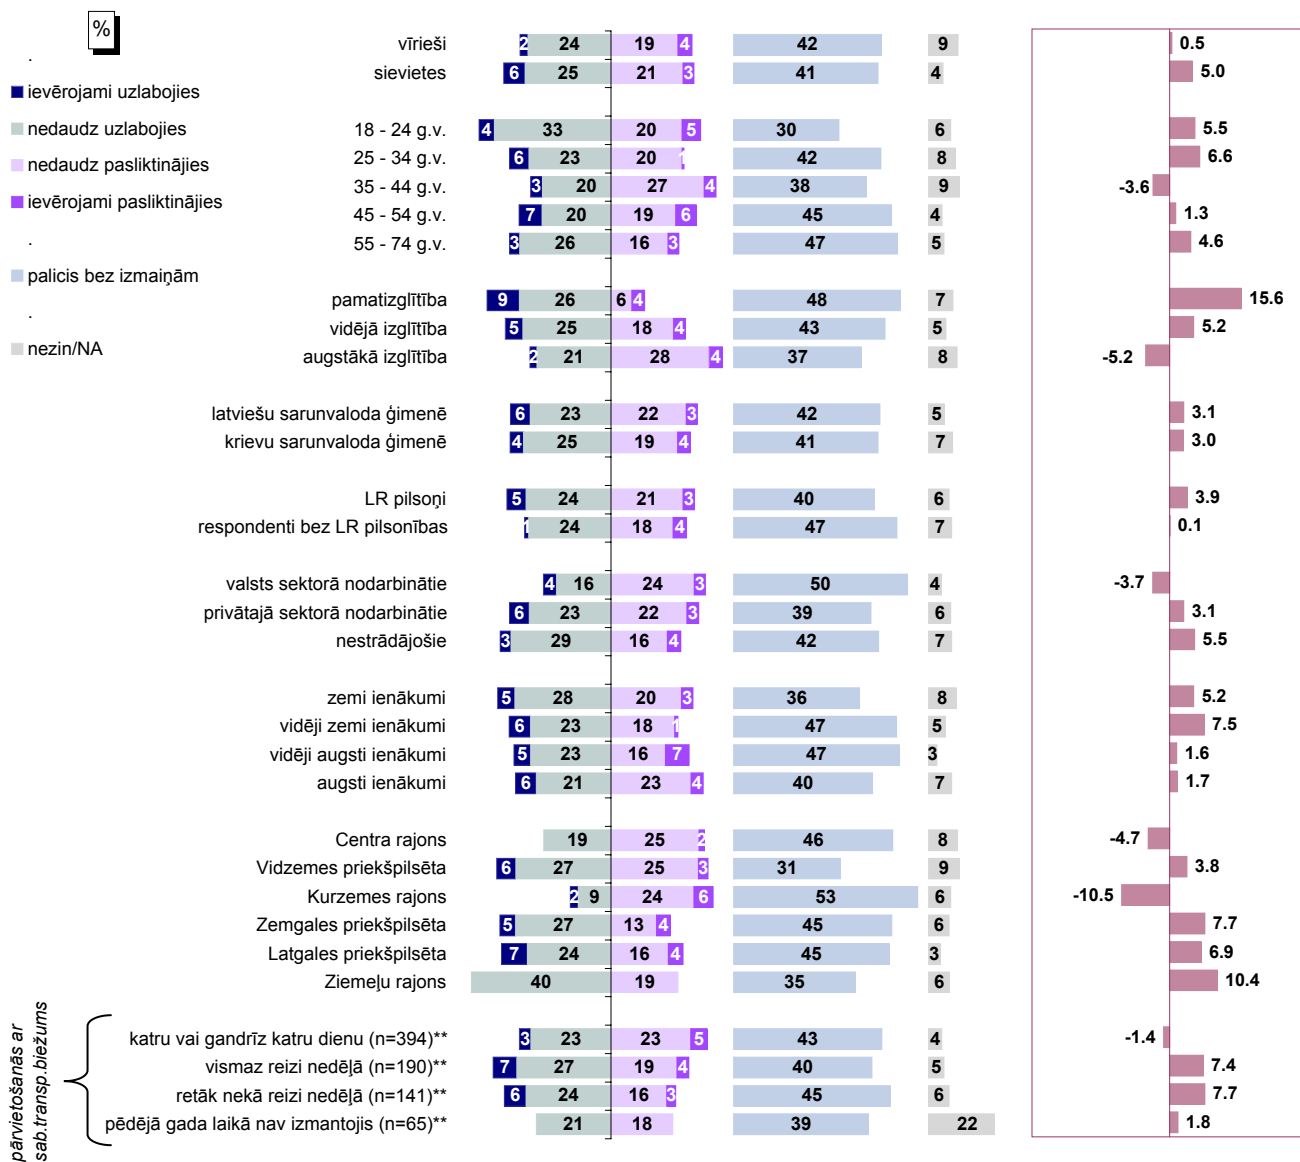 %
.
ievērojami uzlabojies
nedaudz uzlabojies
nedaudz pasliktinājies
ievērojami pasliktinājies
.
palicis bez izmaiņām
.
nezin/NA
vīrieši 2 24 19 4 42 9 0.5
sievietes 6 25 21 3 41 4 5.0
18 - 24 g.v. 4 33 20 5 30 6 5.5
25 - 34 g.v. 6 23 20 1 42 8 6.6
35 - 44 g.v. 3 20 27 4 38 9 -3.6
45 - 54 g.v. 7 20 19 6 45 4 1.3
55 - 74 g.v. 3 26 16 3 47 5 4.6
pamatizglītība 9 26 6 4 48 7 15.6
vidējā izglītība 5 25 18 4 43 5 5.2
augstākā izglītība 2 21 28 4 37 8 -5.2
latviešu sarunvaloda ģimenē 6 23 22 3 42 5 3.1
krievu sarunvaloda ģimenē 4 25 19 4 41 7 3.0
LR pilsoņi 5 24 21 3 40 6 3.9
respondenti bez LR pilsonības 1 24 18 4 47 7 0.1
valsts sektorā nodarbinātie 4 16 24 3 50 4 -3.7
privātajā sektorā nodarbinātie 6 23 22 3 39 6 3.1
nestrādājošie 3 29 16 4 42 7 5.5
zemi ienākumi 5 28 20 3 36 8 5.2
vidēji zemi ienākumi 6 23 18 1 47 5 7.5
vidēji augsti ienākumi 5 23 16 7 47 3 1.6
augsti ienākumi 6 21 23 4 40 7 1.7
Centra rajons 19 25 2 46 8 -4.7
Vidzemes priekšpilsēta 6 27 25 3 31 9 3.8
Kurzemes rajons 2 9 24 6 53 6 -10.5
Zemgales priekšpilsēta 5 27 13 4 45 6 7.7
Latgales priekšpilsēta 7 24 16 4 45 3 6.9
Ziemeļu rajons 40 19 35 6 10.4
pārvietošanās ar
sab.transp.biežums
katru vai gandrīz katru dienu (n=394)** 3 23 23 5 43 4 -1.4
vismaz reizi nedēļā (n=190)** 7 27 19 4 40 5 7.4
retāk nekā reizi nedēļā (n=141)** 6 24 16 3 45 6 7.7
pēdējā gada laikā nav izmantojis (n=65)** 21 18 39 22 1.8